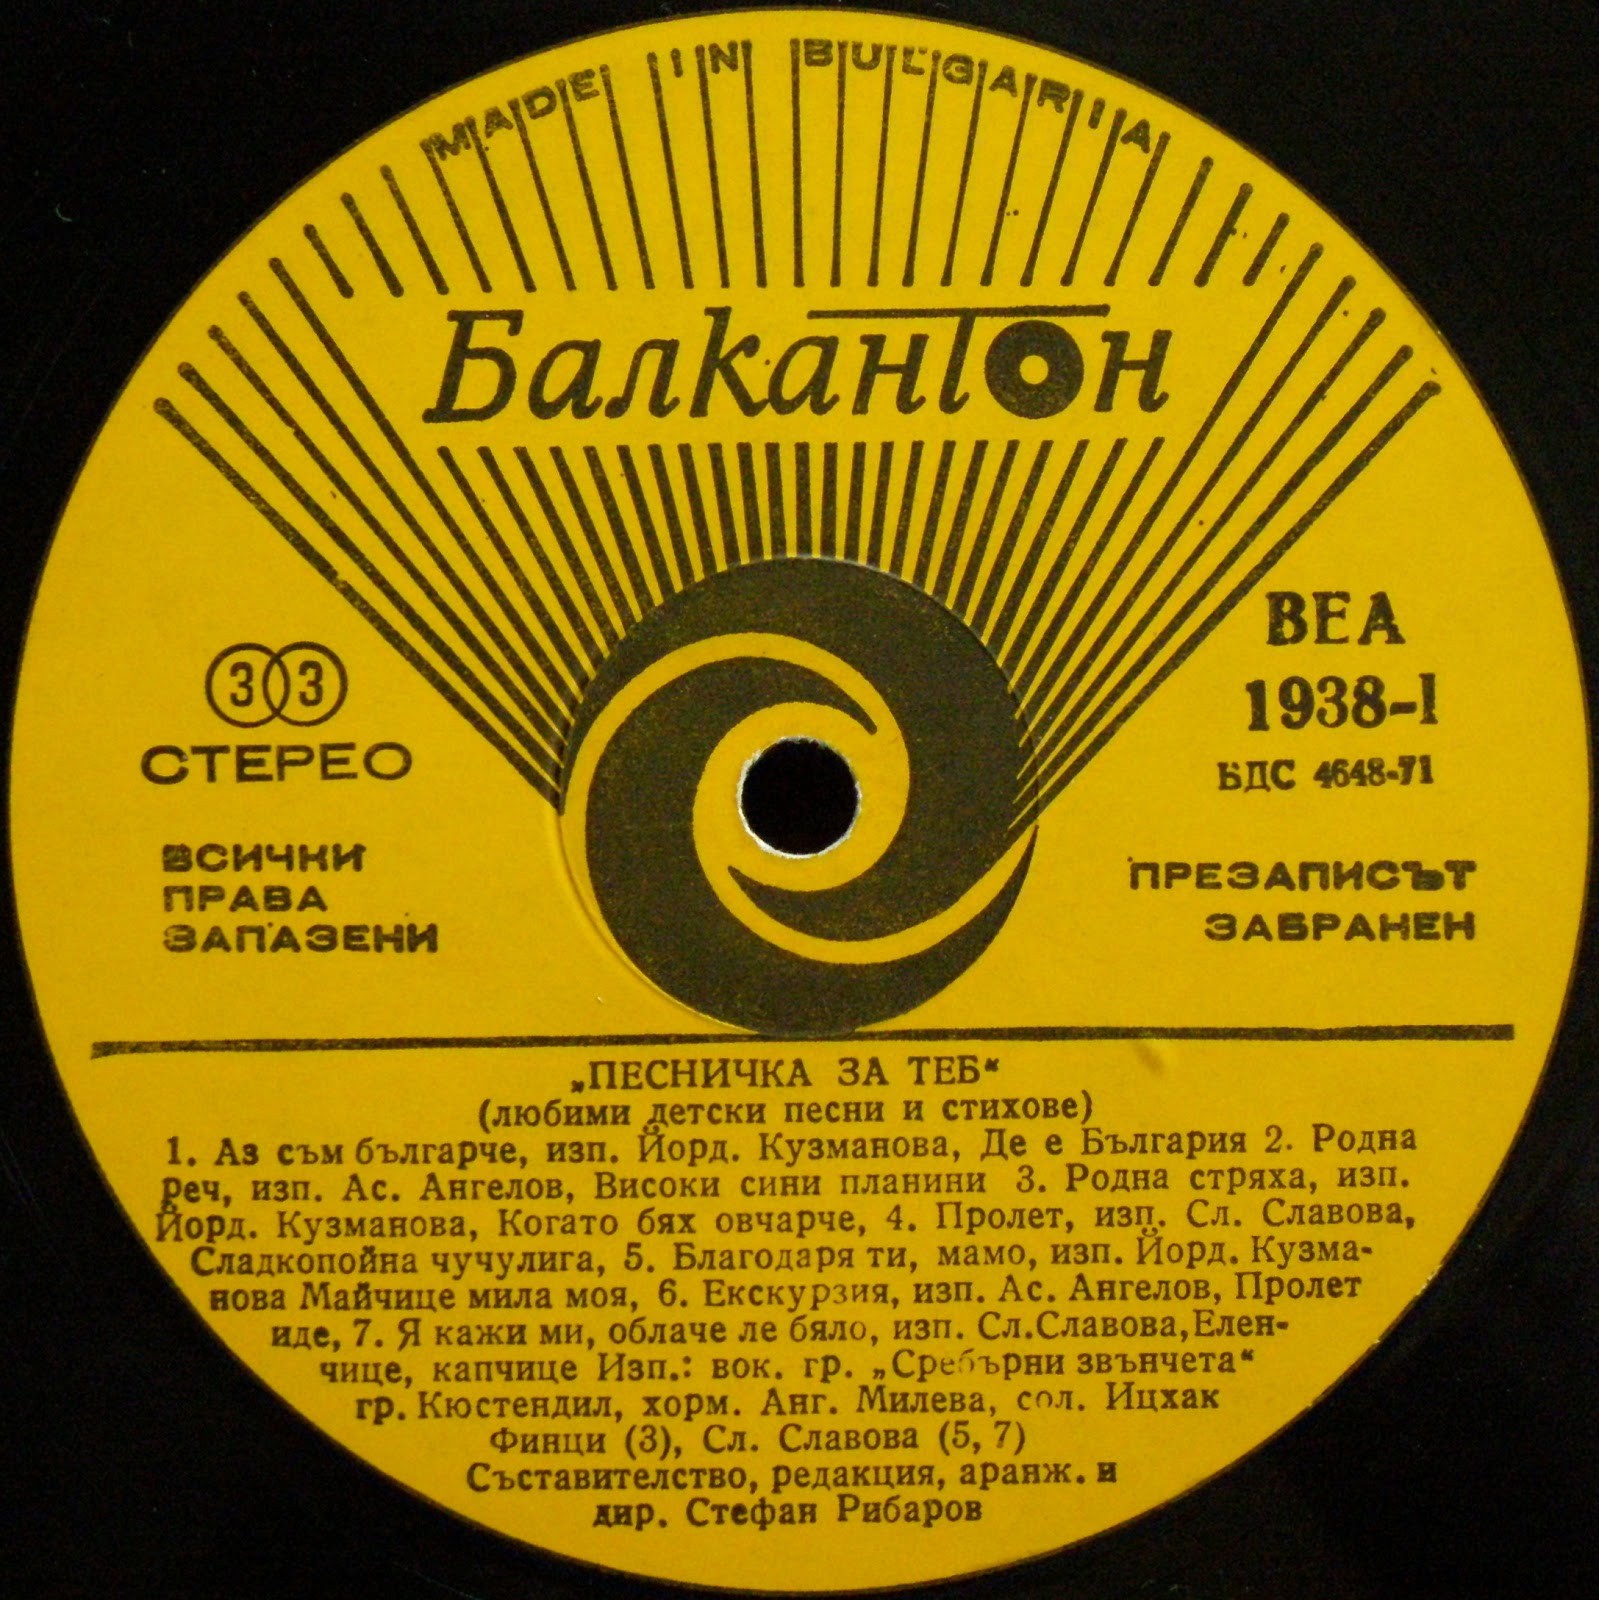 MADE IN BULGARIA
Балкантон
33
СТЕРЕО
ВСИЧКИ
ПРАВА
ЗАПАЗЕНИ
ВЕА
1938-I
БДС 4648-71
ПРЕЗАПИСЪТ
ЗАБРАНЕН
„ПЕСНИЧКА ЗА ТЕБ“
(любими детски песни и стихове)
1. Аз съм българче, изп. Йорд. Кузманова, Де е България 2. Родна
реч, изп. Ас. Ангелов, Високи сини планини 3. Родна стряха, изп.
Йорд. Кузманова, Когато бях овчарче, 4. Пролет, изп. Сл. Славова,
Сладкопойна чучулига, 5. Благодаря ти, мамо, изп. Йорд. Кузма-
нова Майчице мила моя, 6. Екскурзия, изп. Ас. Ангелов, Пролет
иде, 7. Я кажи ми, облаче ле бяло, изп. Сл.Славова,Елен-
чице, капчице Изп.: вок. гр. „Сребърни звънчета“
гр. Кюстендил, хорм. Анг. Милева, сол. Ицхак
Финци (3), Сл. Славова (5, 7)
Съставителство, редакция, аранж. и
дир. Стефан Рибаров